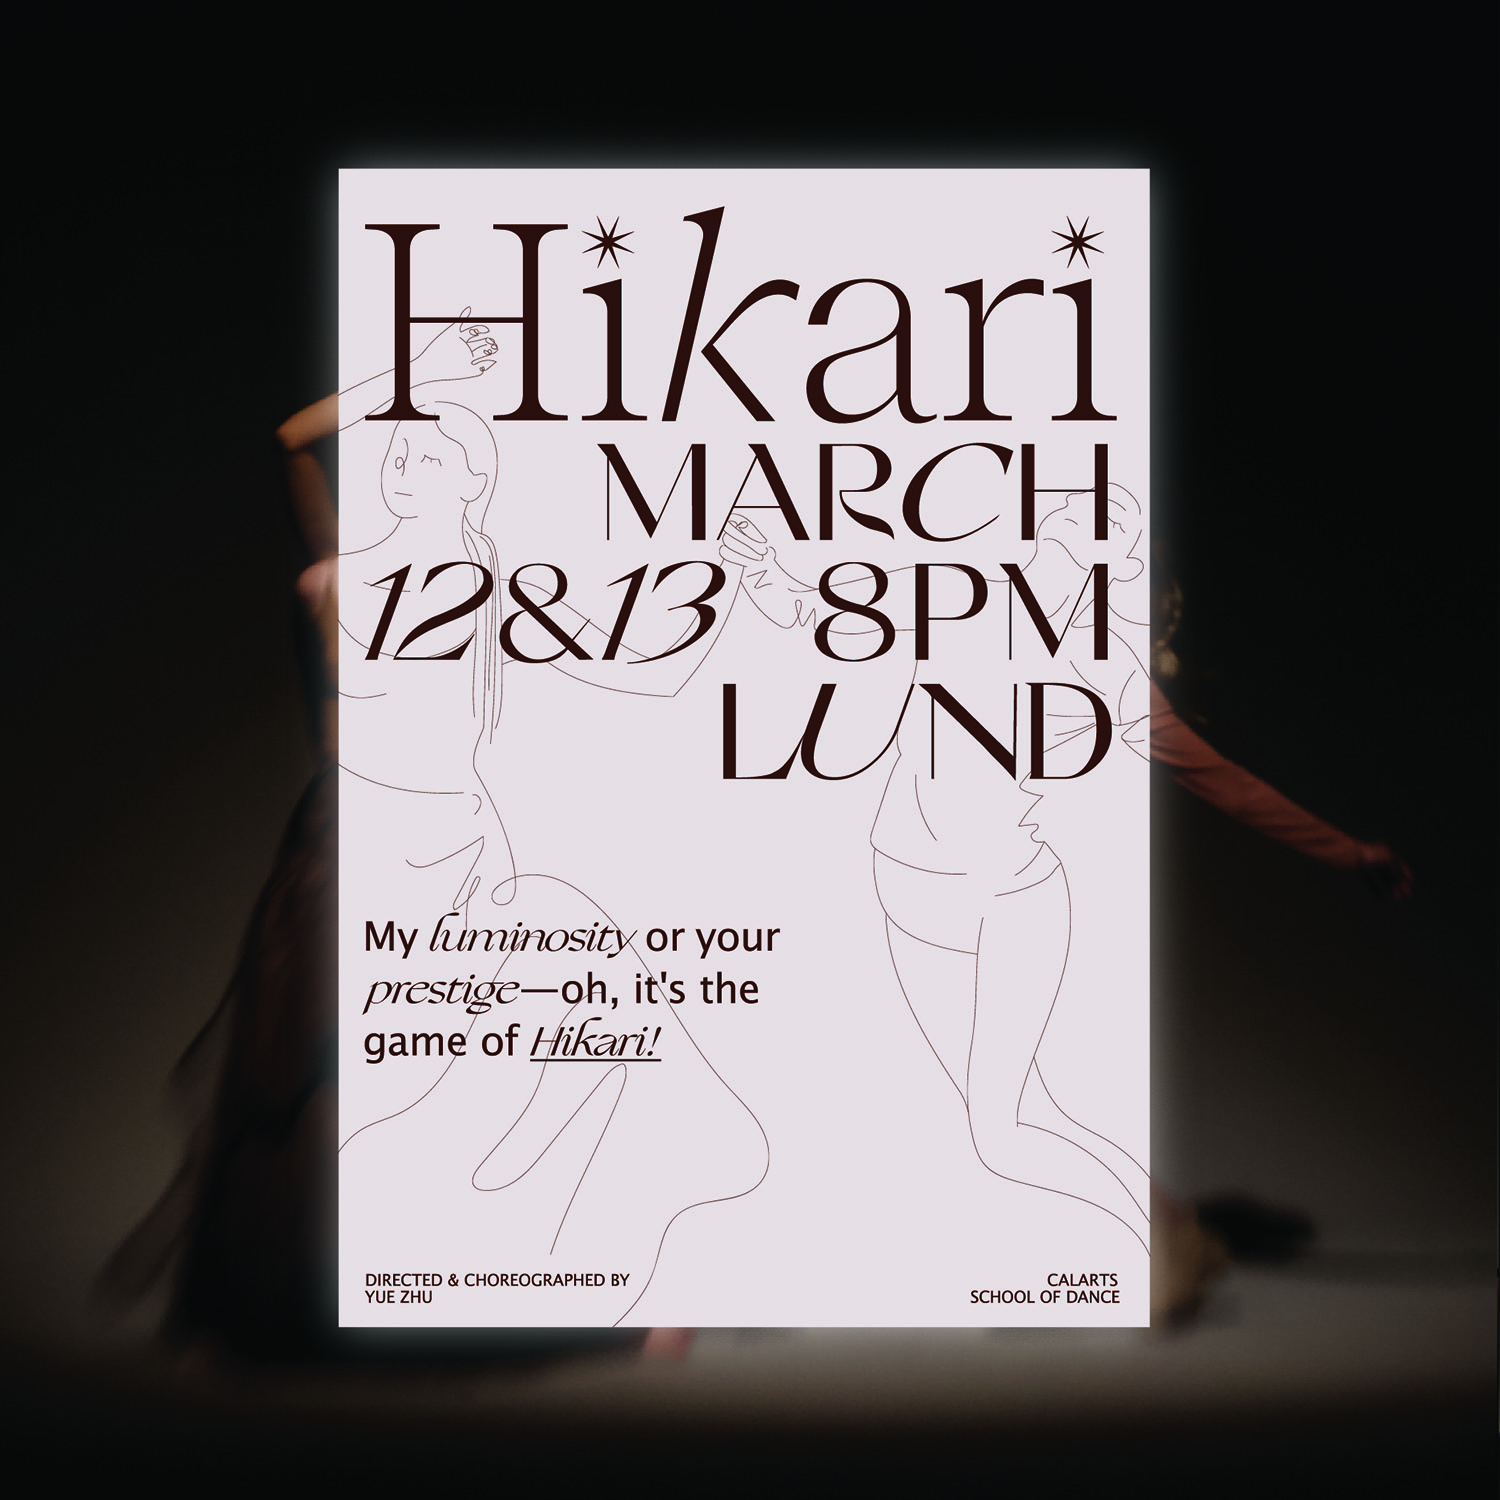 Hikari
MARCH
12&13 8PM
LUND
My luminosity or your
prestige—oh, it's the
game of Hikari!
DIRECTED & CHOREOGRAPHED BY
YUE ZHU
CALARTS
SCHOOL OF DANCE